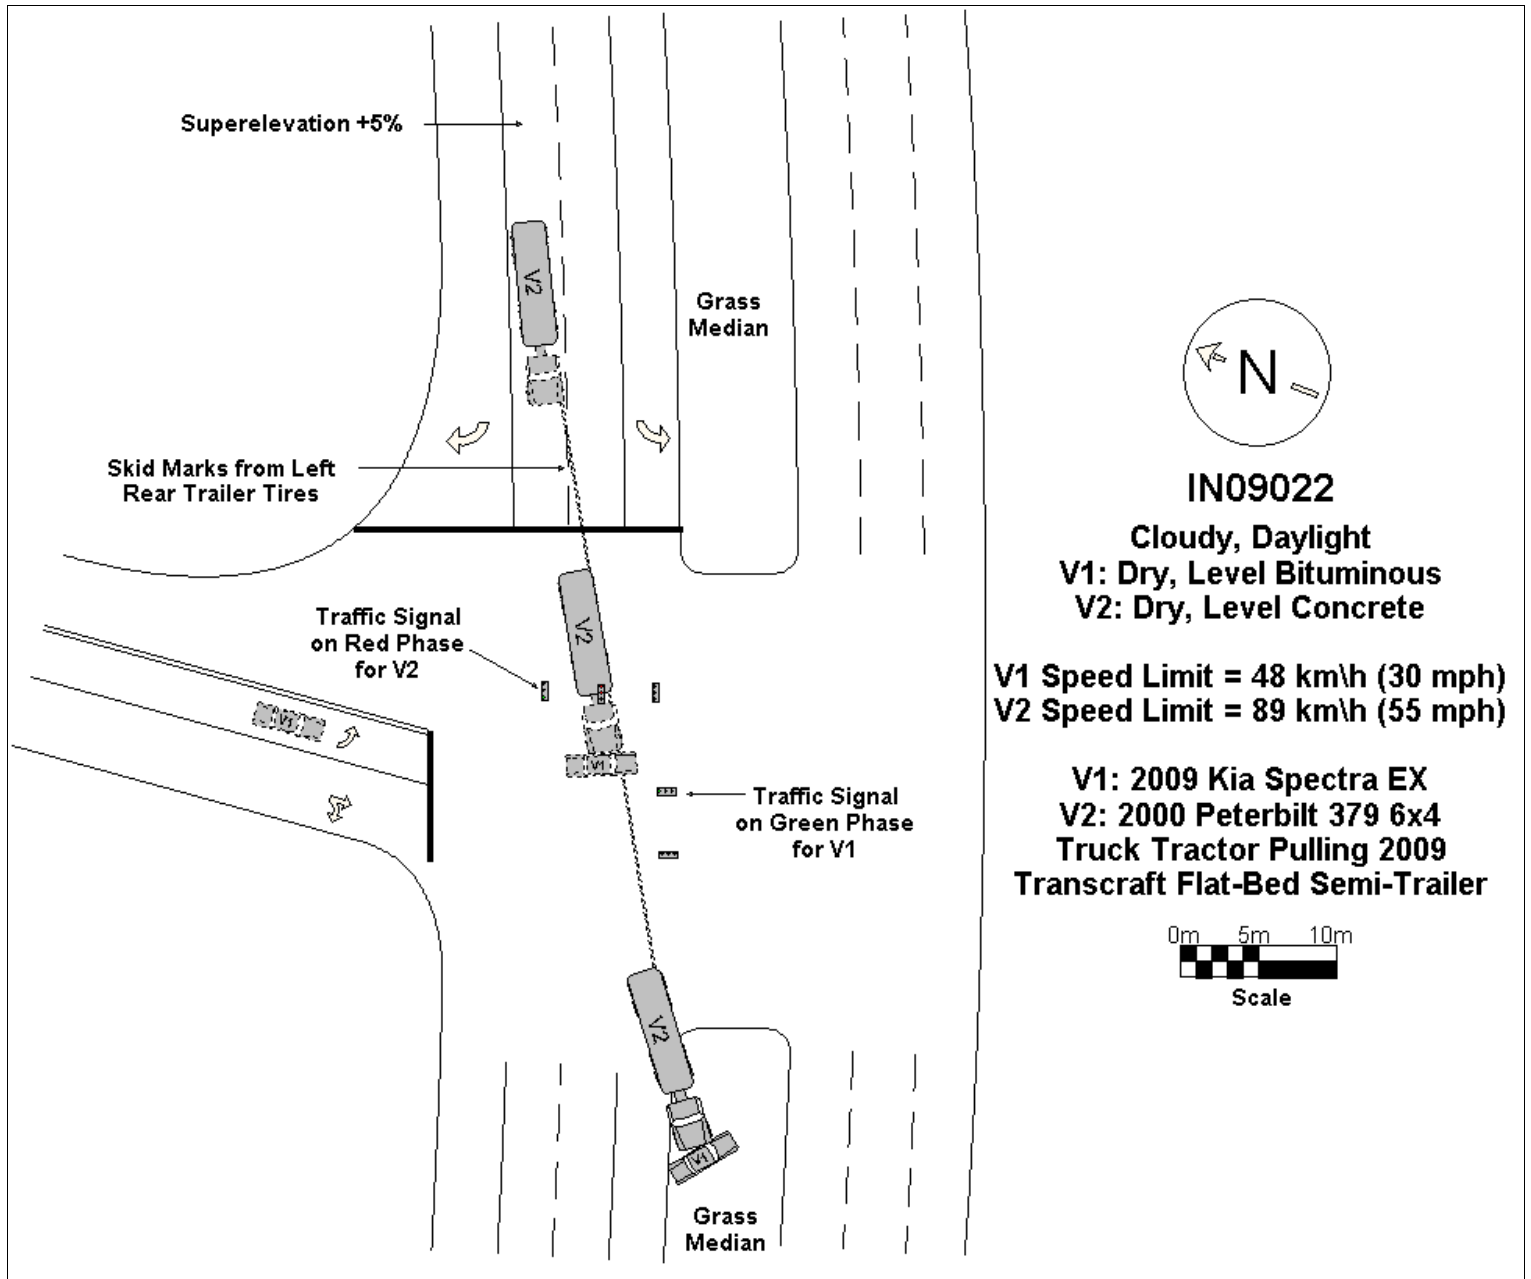 Superelevation +5%
V2
Grass
Median
N
Skid Marks from Left
Rear Trailer Tires
IN09022
Cloudy, Daylight
V1: Dry, Level Bituminous
V2: Dry, Level Concrete
Traffic Signal
on Red Phase
for V2
V2
V1 Speed Limit = 48 km\h (30 mph)
V2 Speed Limit = 89 km\h (55 mph)
V1
V1
Traffic Signal
on Green Phase
for V1
V1: 2009 Kia Spectra EX
V2: 2000 Peterbilt 379 6x4
Truck Tractor Pulling 2009
Transcraft Flat-Bed Semi-Trailer
0m 5m 10m
Scale
V2
V1
Grass
Median